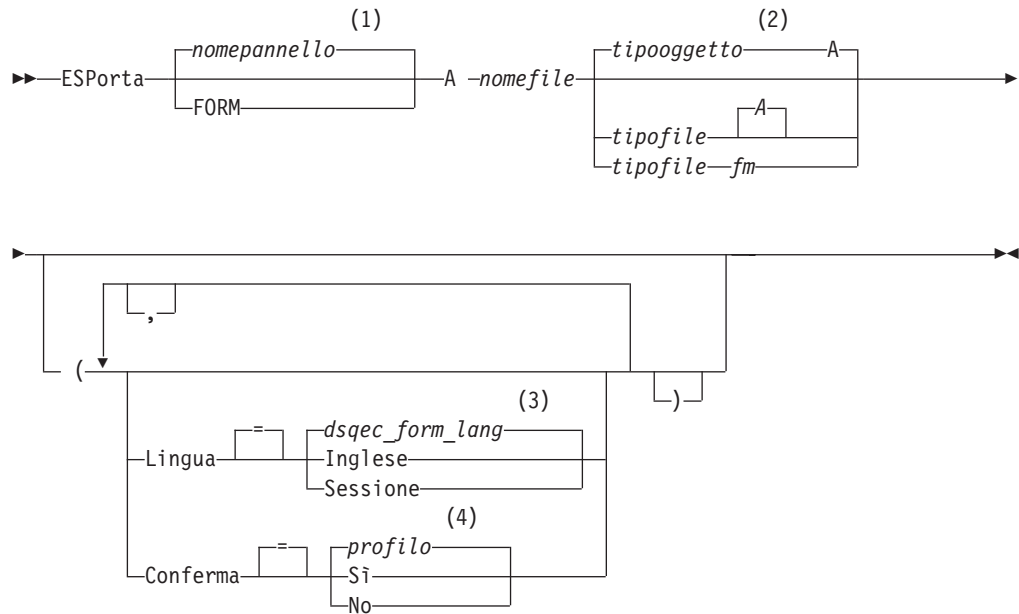 (1) (2)
nomepannello tipooggetto A
ESPorta A nomefile
FORM A
tipofile
tipofile fm
,
( )
(3)
= dsqec_form_lang
Lingua Inglese
Sessione
(4)
= profilo
Conferma Sì
No